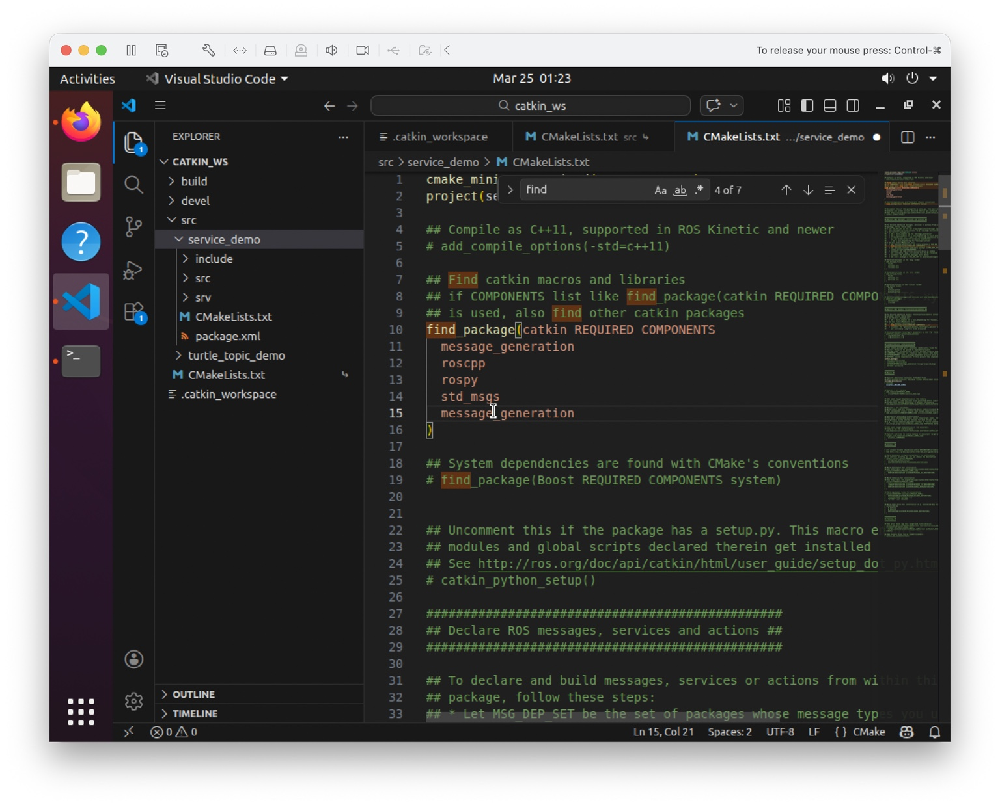 To release your mouse press: Control-⌘
Activities
Visual Studio Code
Mar 25 01:23
catkin_ws
EXPLORER
.catkin_workspace
CMakeLists.txt src
CMakeLists.txt .../service_demo
CATKIN_WS
src > service_demo > CMakeLists.txt
build
devel
src
service_demo
include
src
srv
CMakeLists.txt
package.xml
turtle_topic_demo
CMakeLists.txt
.catkin_workspace
OUTLINE
TIMELINE
find
Aa ab .* 4 of 7
1 cmake_mini
2 project(se
3
4 ## Compile as C++11, supported in ROS Kinetic and newer
5 # add_compile_options(-std=c++11)
6
7 ## Find catkin macros and libraries
8 ## if COMPONENTS list like find_package(catkin REQUIRED COMPO
9 ## is used, also find other catkin packages
10 find_package(catkin REQUIRED COMPONENTS
11 message_generation
12 roscpp
13 rospy
14 std_msgs
15 message_generation
16 )
17
18 ## System dependencies are found with CMake's conventions
19 # find_package(Boost REQUIRED COMPONENTS system)
20
21
22 ## Uncomment this if the package has a setup.py. This macro e
23 ## modules and global scripts declared therein get installed
24 ## See http://ros.org/doc/api/catkin/html/user_guide/setup_dot_py.htm
25 # catkin_python_setup()
26
27 ################################################
28 ## Declare ROS messages, services and actions ##
29 ################################################
30
31 ## To declare and build messages, services or actions from within thi
32 ## package, follow these steps:
33 ## * Let MSG_DEP_SET be the set of packages whose message types you u
0 0
Ln 15, Col 21
Spaces: 2
UTF-8
LF
{ } CMake
1
1